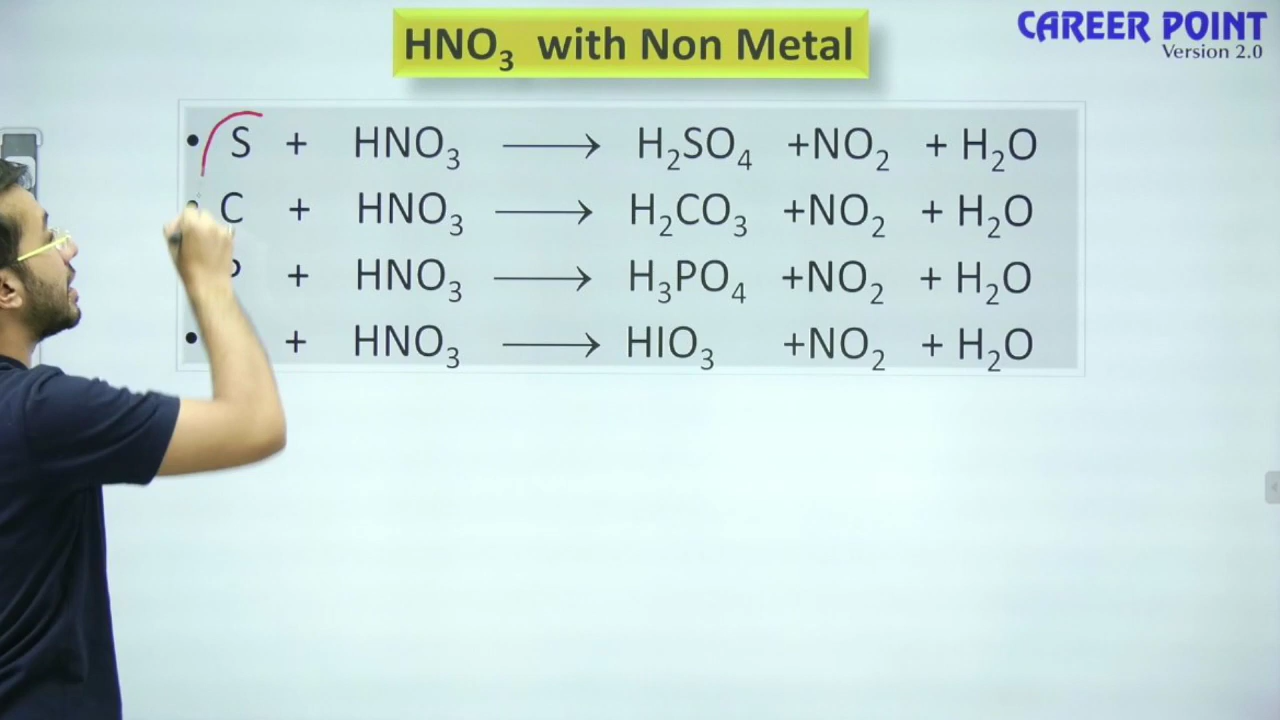 HNO₃ with Non Metal
CAREER POINT
Version 2.0
• S + HNO₃ ⟶ H₂SO₄ +NO₂ + H₂O
• C + HNO₃ ⟶ H₂CO₃ +NO₂ + H₂O
P + HNO₃ ⟶ H₃PO₄ +NO₂ + H₂O
• + HNO₃ ⟶ HIO₃ +NO₂ + H₂O